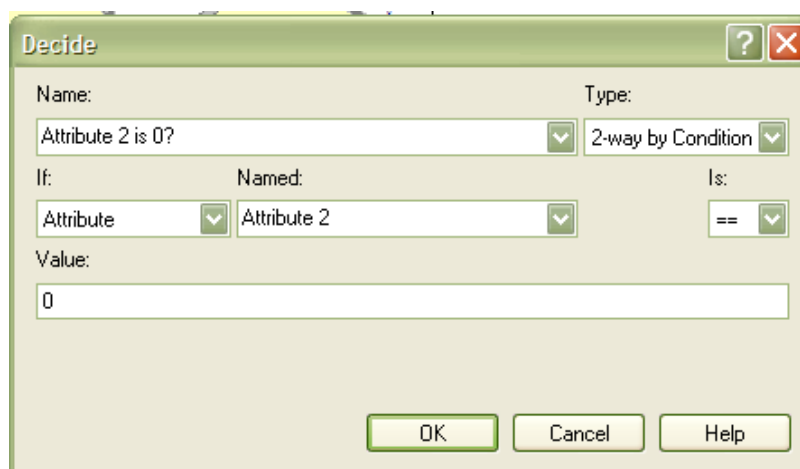 Decide
Name: Type:
Attribute 2 is 0? 2-way by Condition
If: Named: Is:
Attribute Attribute 2 ==
Value:
0
OK Cancel Help